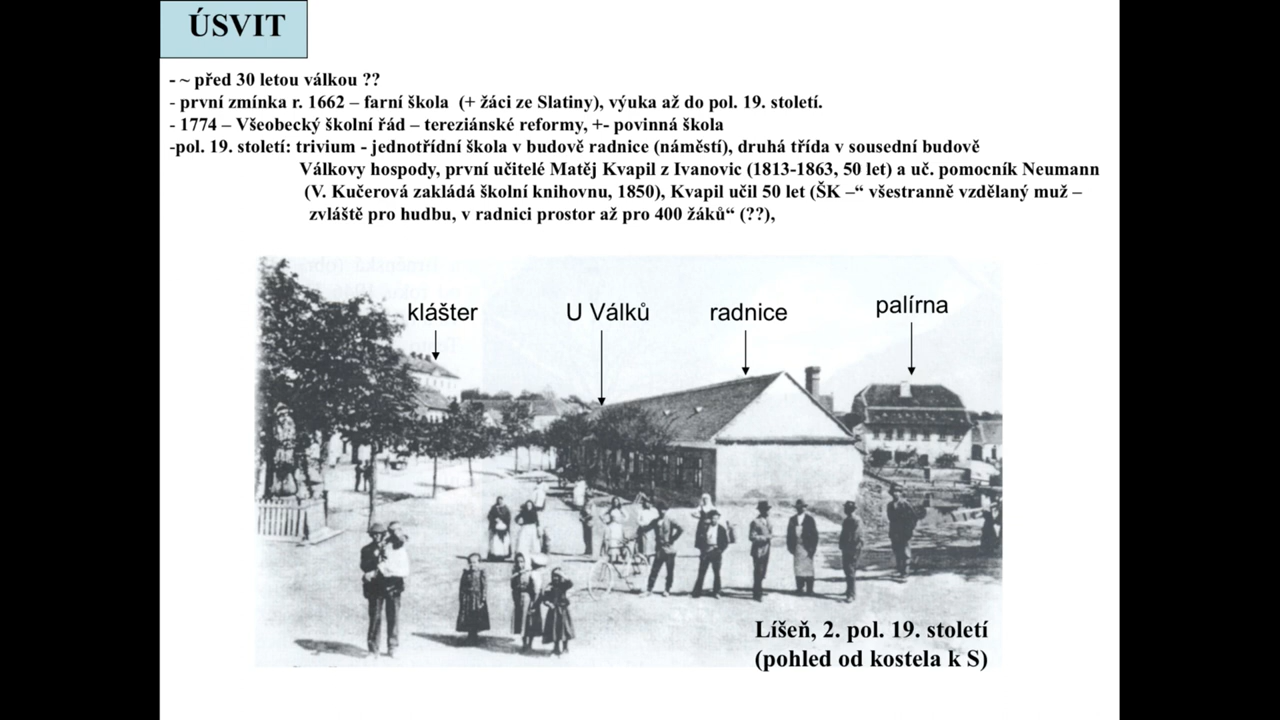 ÚSVIT
- ~ před 30 letou válkou ??
- první zmínka r. 1662 – farní škola (+ žáci ze Slatiny), výuka až do pol. 19. století.
- 1774 – Všeobecký školní řád – tereziánské reformy, +- povinná škola
-pol. 19. století: trivium - jednotřídní škola v budově radnice (náměstí), druhá třída v sousední budově
Válkovy hospody, první učitelé Matěj Kvapil z Ivanovic (1813-1863, 50 let) a uč. pomocník Neumann
(V. Kučerová zakládá školní knihovnu, 1850), Kvapil učil 50 let (ŠK –“ všestranně vzdělaný muž –
zvláště pro hudbu, v radnici prostor až pro 400 žáků“ (??),
klášter
U Válků
radnice
palírna
Líšeň, 2. pol. 19. století
(pohled od kostela k S)